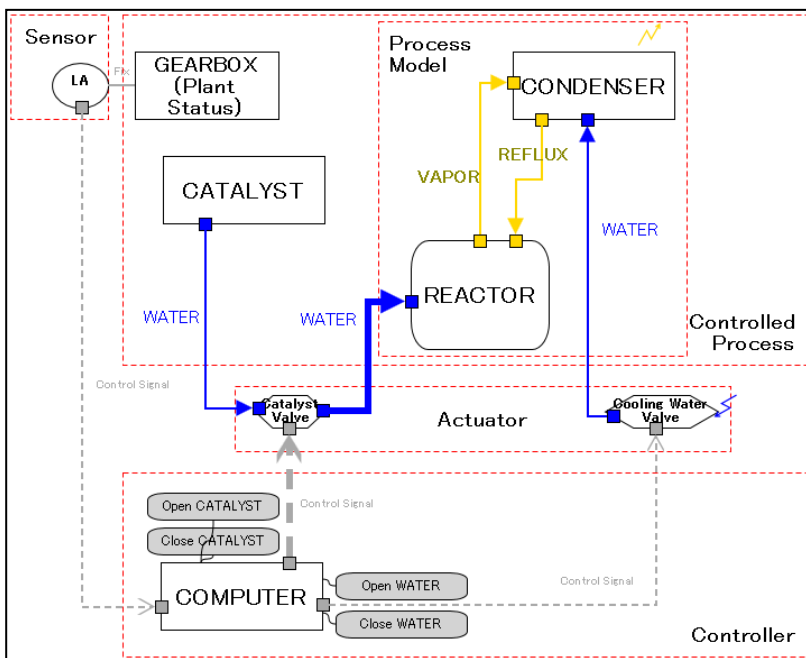 Sensor
LA
Flx
GEARBOX
(Plant
Status)
Process
Model
CONDENSER
VAPOR
REFLUX
CATALYST
WATER
WATER
WATER
REACTOR
Controlled
Process
Control Signal
Catalyst
Valve
Actuator
Cooling Water
Valve
Open CATALYST
Close CATALYST
Control Signal
COMPUTER
Open WATER
Close WATER
Control Signal
Controller